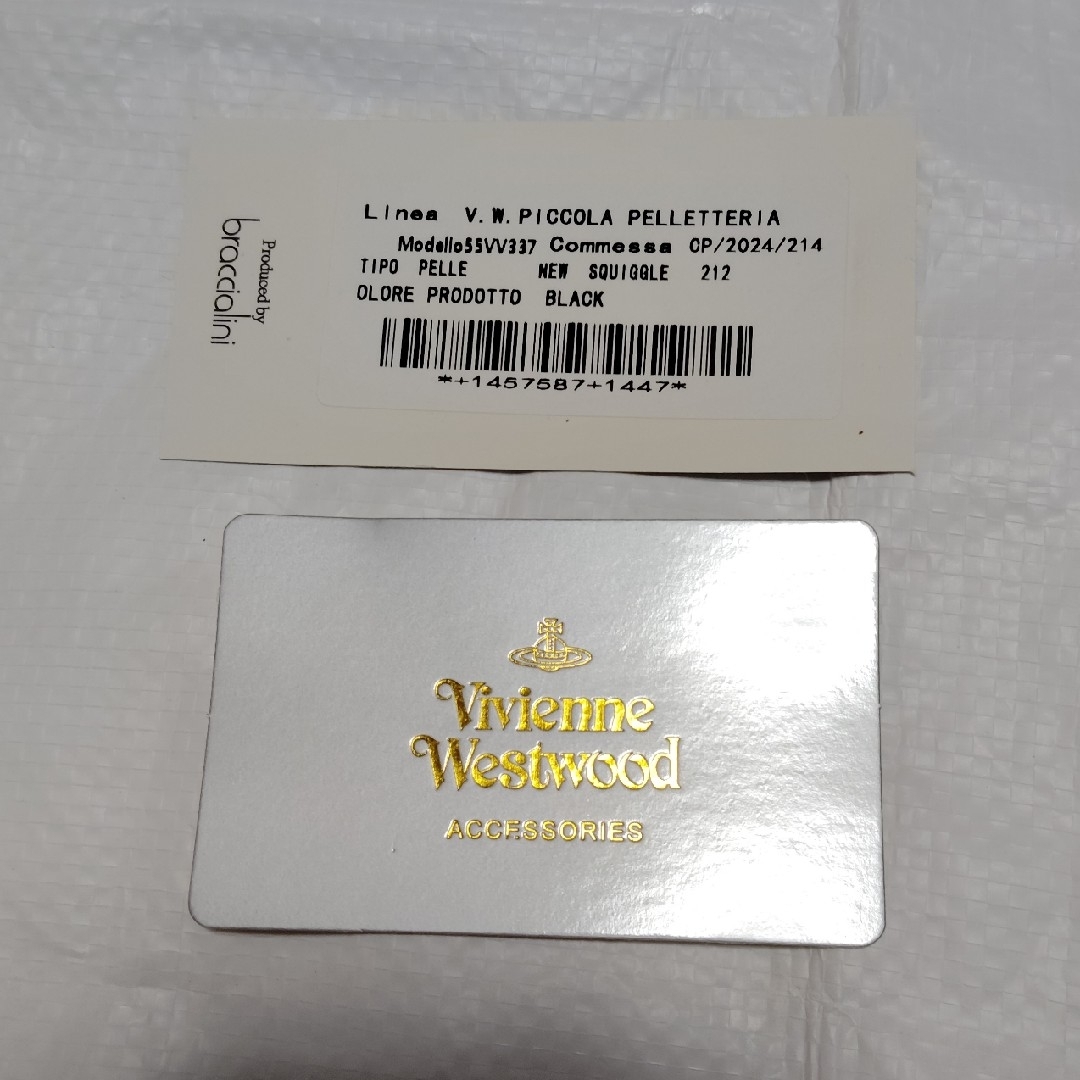 Produced by
braccialini
Linea V.W.PICCOLA PELLETTERIA
Modello55VV337 Commessa CP/2024/214
TIPO PELLE NEW SQUIGGLE 212
OLORE PRODOTTO BLACK
*+1457587+1447*
Vivienne
Westwood
ACCESSORIES